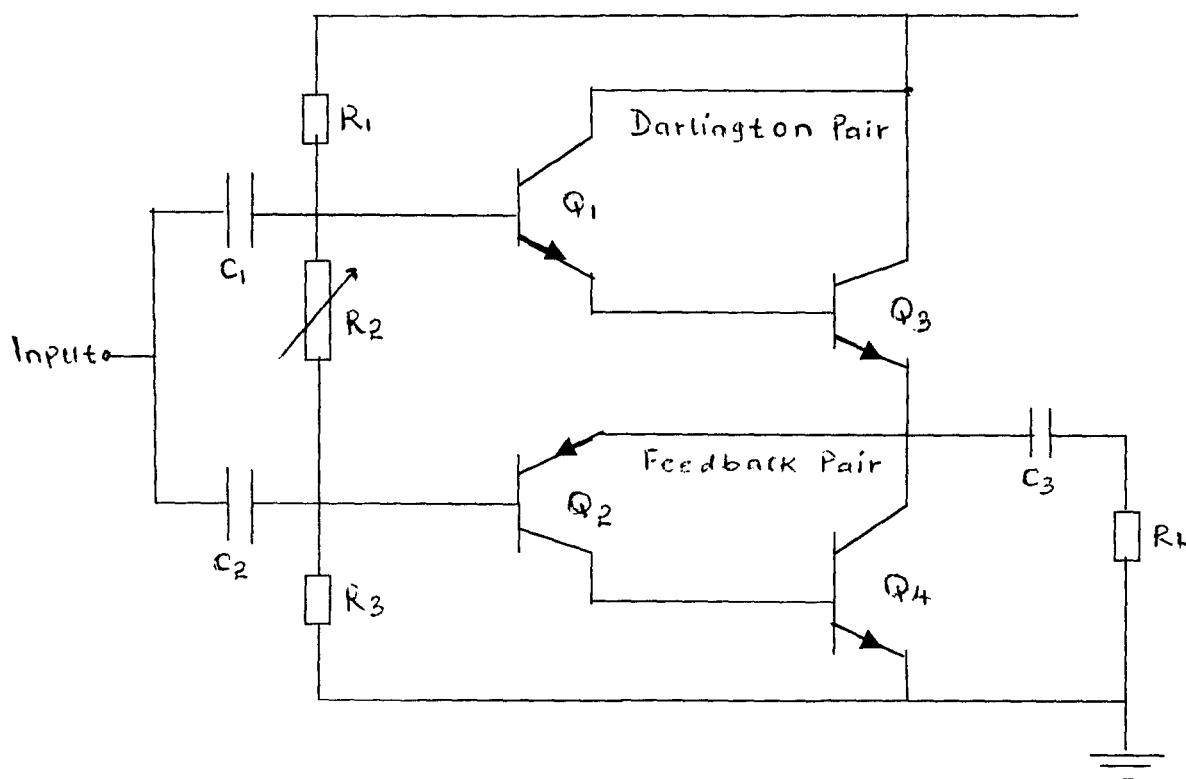 R1
Darlington Pair
Q1
C1
R2
Q3
Input
Feedback Pair
C3
Q2
RL
C2
R3
Q4